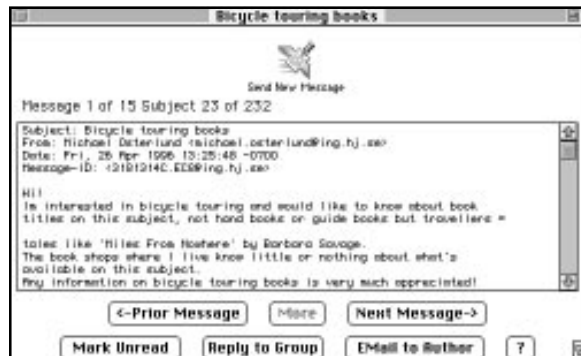 Bicycle touring books
Send New Message
Message 1 of 15 Subject 23 of 232
Subject: Bicycle touring books
From: Michael Osterlund <michael.osterlund@ing.hj.se>
Date: Fri, 26 Apr 1996 13:25:48 -0700
Message-ID: <3181314C.EC8@ing.hj.se>
Hi!
Im interested in bicycle touring and would like to know about book
titles on this subject, not hand books or guide books but travellers =
tales like 'Miles From Nowhere' by Barbara Savage.
The book shops where I live know little or nothing about what's
available on this subject.
Any information on bicycle touring books is very much appreciated!
<-Prior Message
More
Next Message->
Mark Unread
Reply to Group
EMail to Author
?